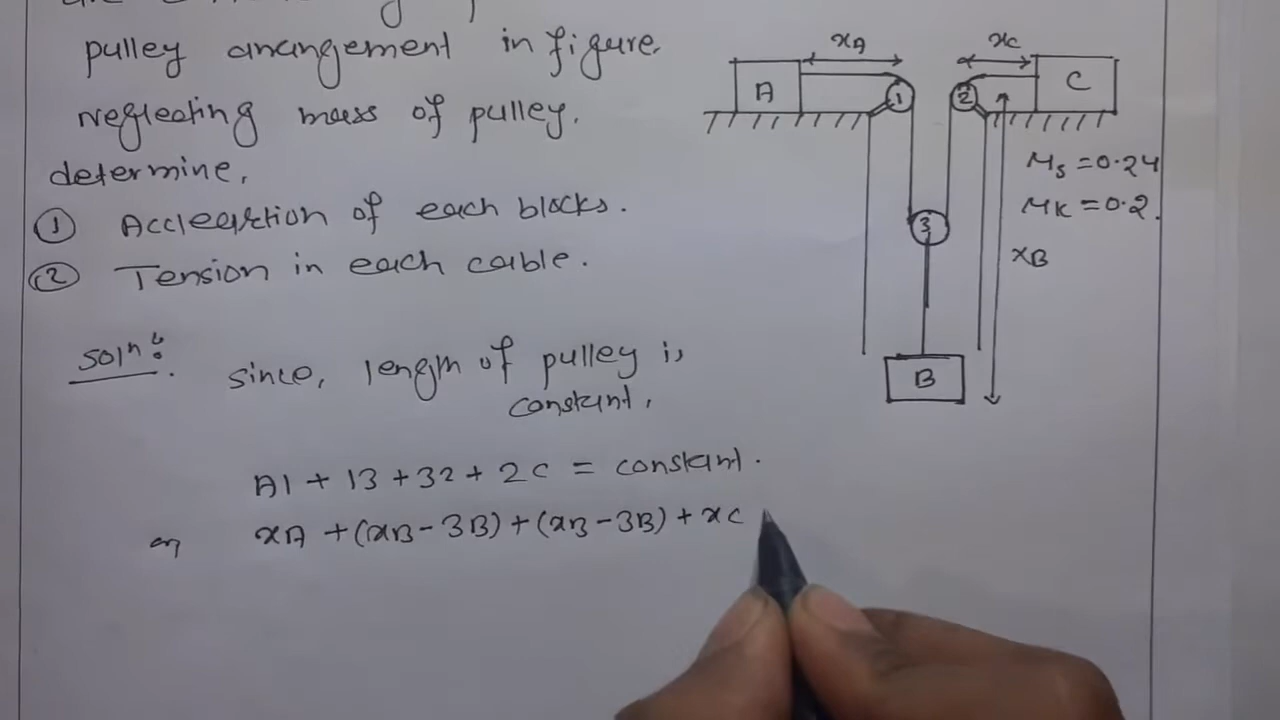 pulley arrangement in figure.
neglecting mass of pulley.
determine,
① Acclearction of each blocks.
② Tension in each cable.
Soln:
since, length of pulley is
constant.
A1 + 13 + 32 + 2C = constant.
or xA + (xB - 3B) + (xB - 3B) + xC
xA
xC
A
1
2
C
Ms = 0.24
MK = 0.2.
3
xB
B